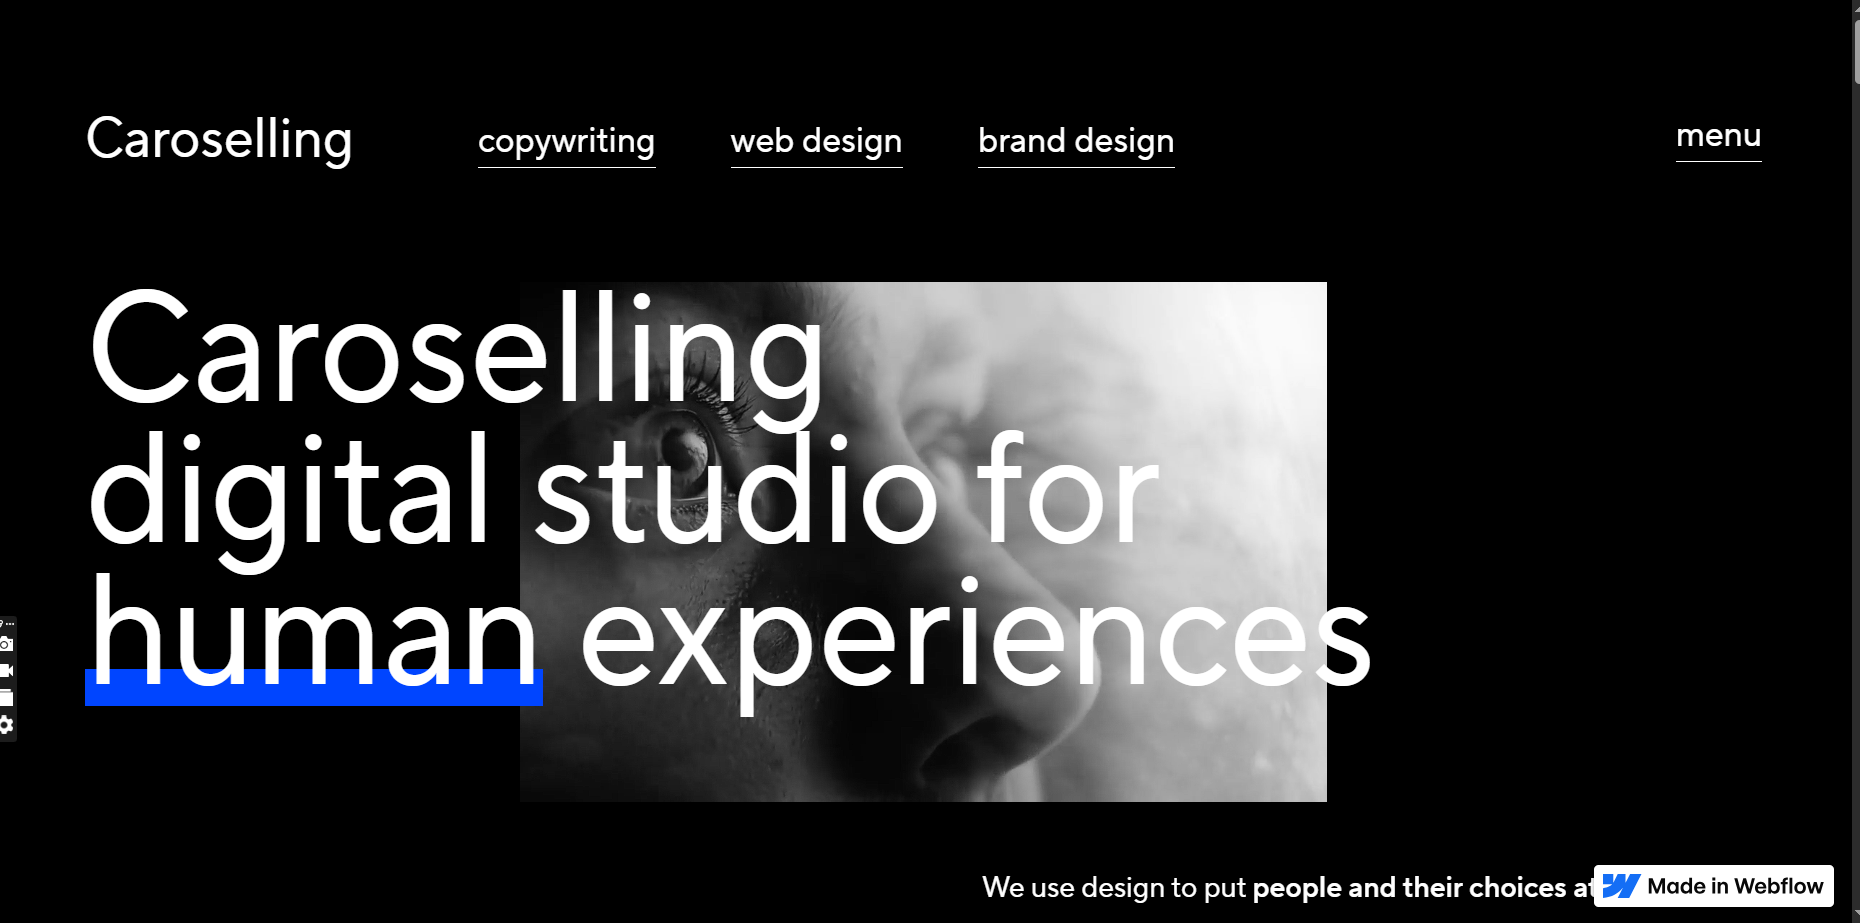 Caroselling
copywriting
web design
brand design
menu
Caroselling
digital studio for
human experiences
We use design to put people and their choices at
Made in Webflow